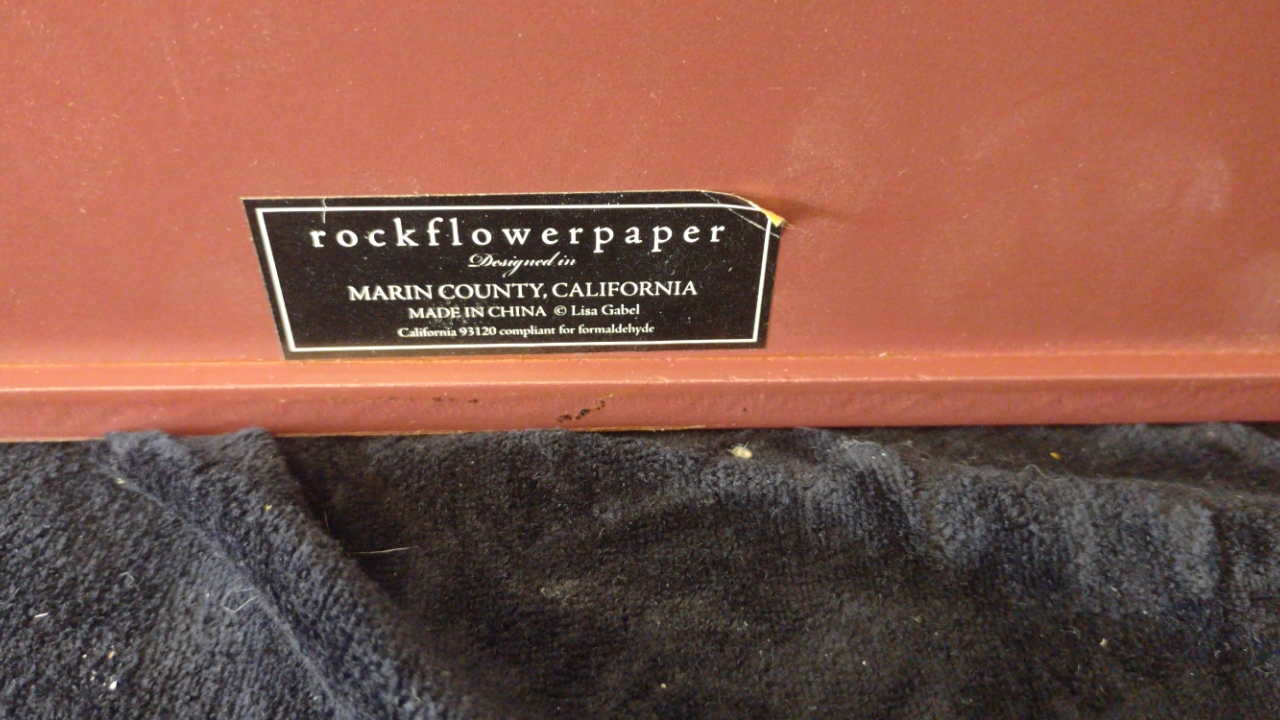 rockflowerpaper
Designed in
MARIN COUNTY, CALIFORNIA
MADE IN CHINA © Lisa Gabel
California 93120 compliant for formaldehyde